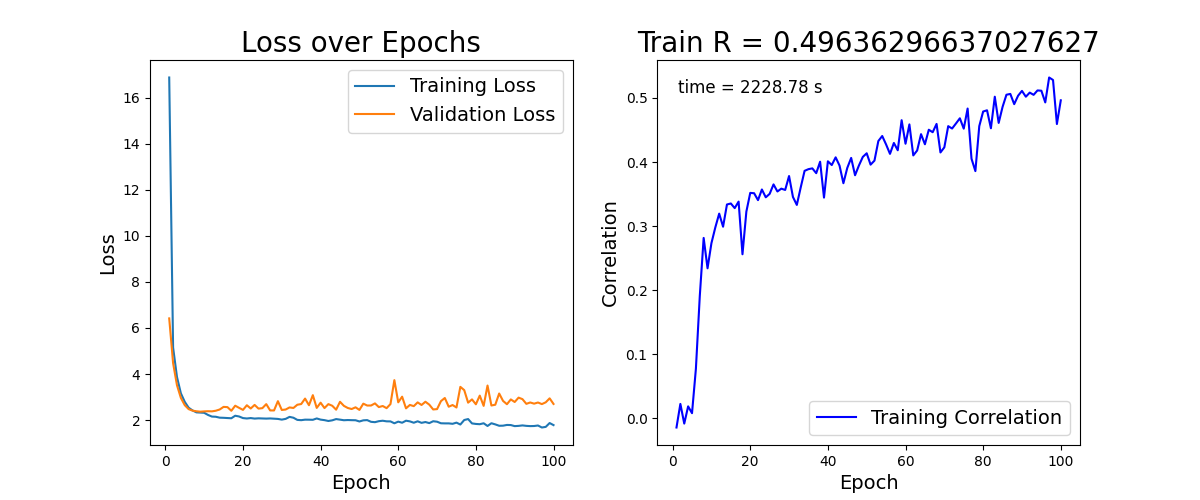 Loss over Epochs
Training Loss
Validation Loss
16
14
12
10
8
6
4
2
Loss
0
20
40
60
80
100
Epoch
Train R = 0.49636296637027627
time = 2228.78 s
0.5
0.4
0.3
0.2
0.1
0.0
Correlation
Training Correlation
0
20
40
60
80
100
Epoch